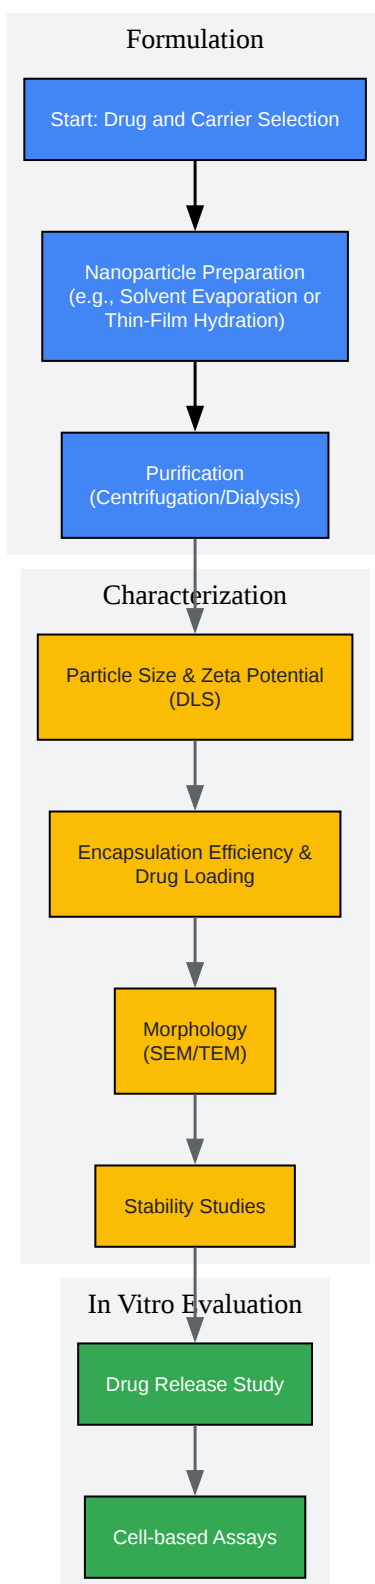 Formulation
Start: Drug and Carrier Selection
Nanoparticle Preparation
(e.g., Solvent Evaporation or
Thin-Film Hydration)
Purification
(Centrifugation/Dialysis)
Characterization
Particle Size & Zeta Potential
(DLS)
Encapsulation Efficiency &
Drug Loading
Morphology
(SEM/TEM)
Stability Studies
In Vitro Evaluation
Drug Release Study
Cell-based Assays